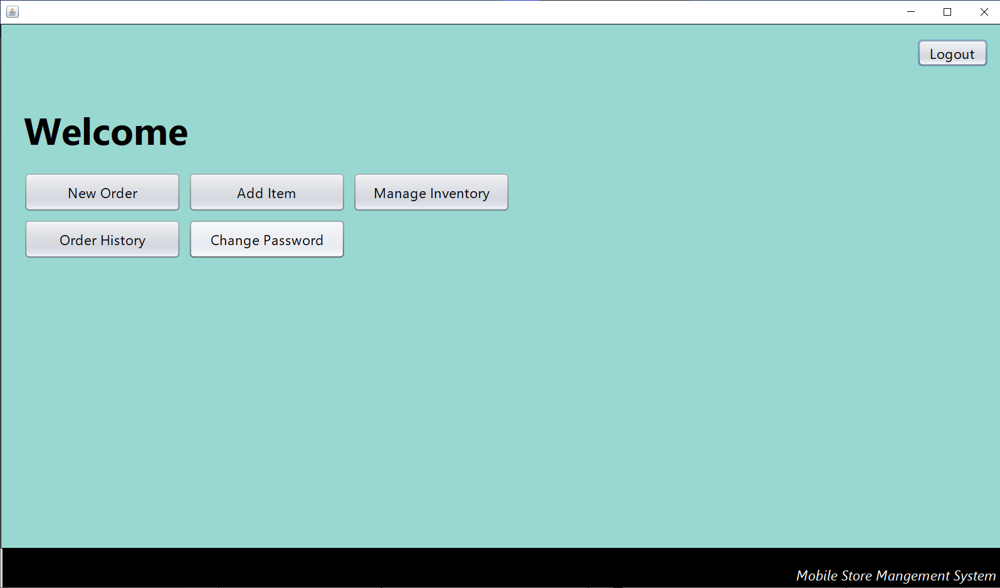 Logout
Welcome
New Order
Add Item
Manage Inventory
Order History
Change Password
Mobile Store Mangement System